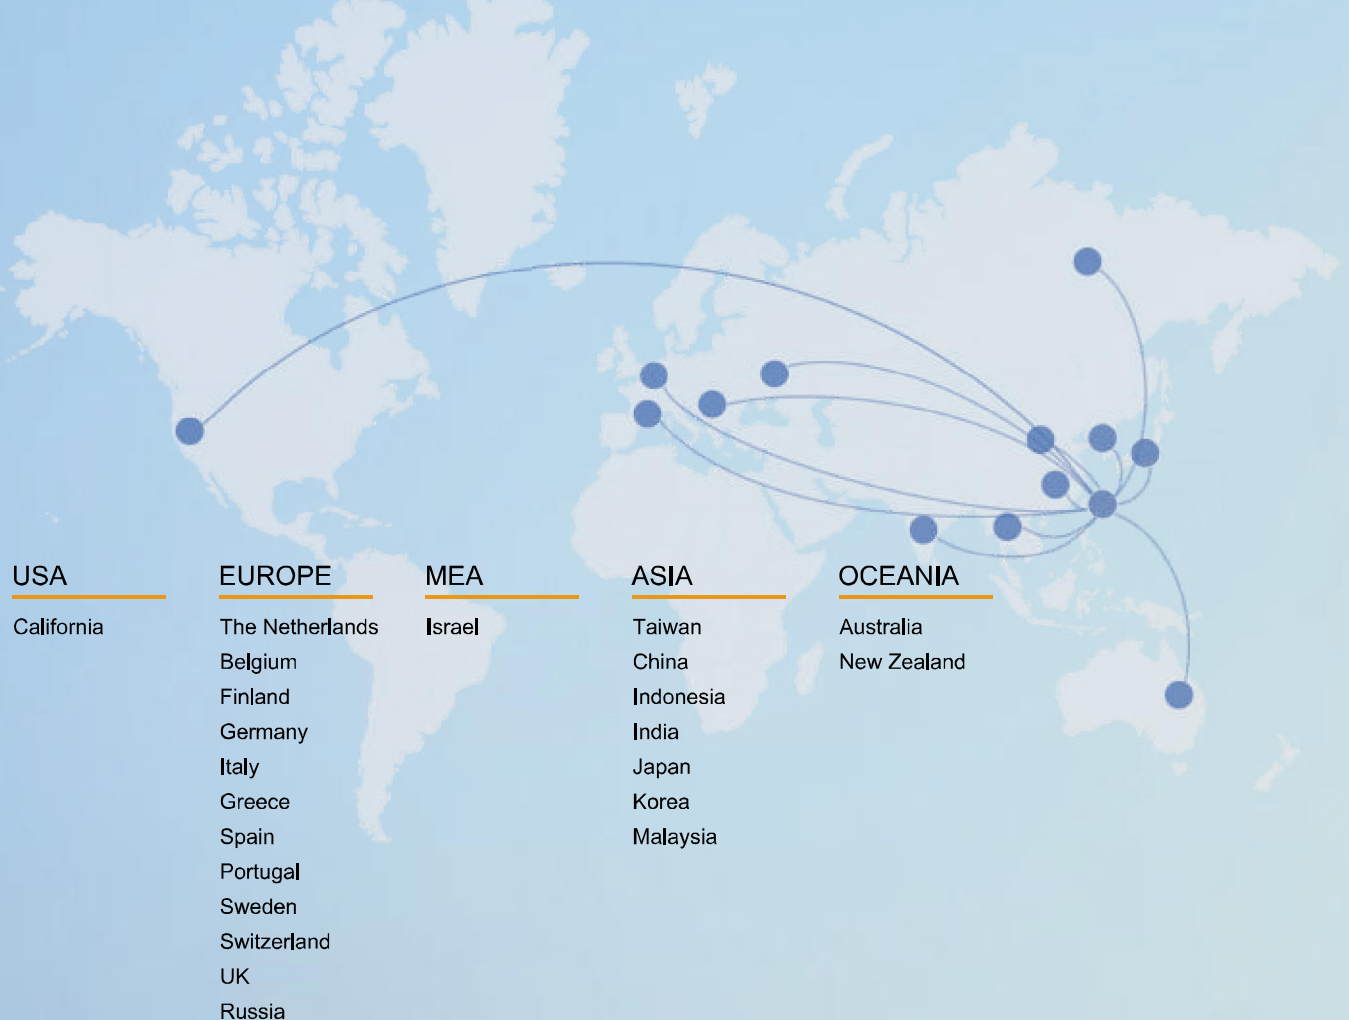 USA
California
EUROPE
The Netherlands
Belgium
Finland
Germany
Italy
Greece
Spain
Portugal
Sweden
Switzerland
UK
Russia
MEA
Israel
ASIA
Taiwan
China
Indonesia
India
Japan
Korea
Malaysia
OCEANIA
Australia
New Zealand